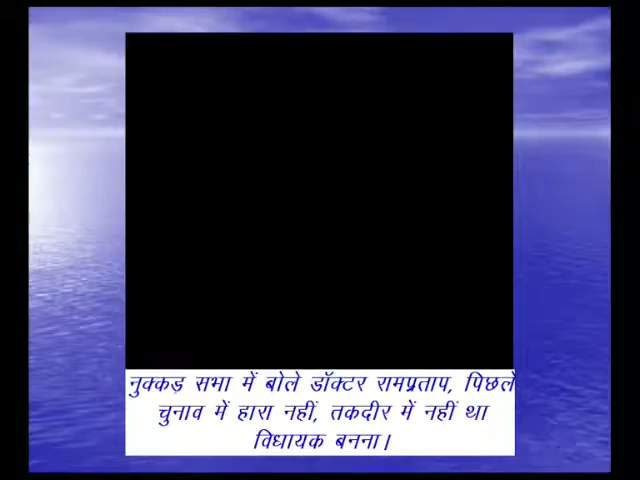 नुक्कड़ सभा में बोले डॉक्टर रामप्रताप, पिछले
चुनाव में हारा नहीं, तकदीर में नहीं था
विधायक बनना।